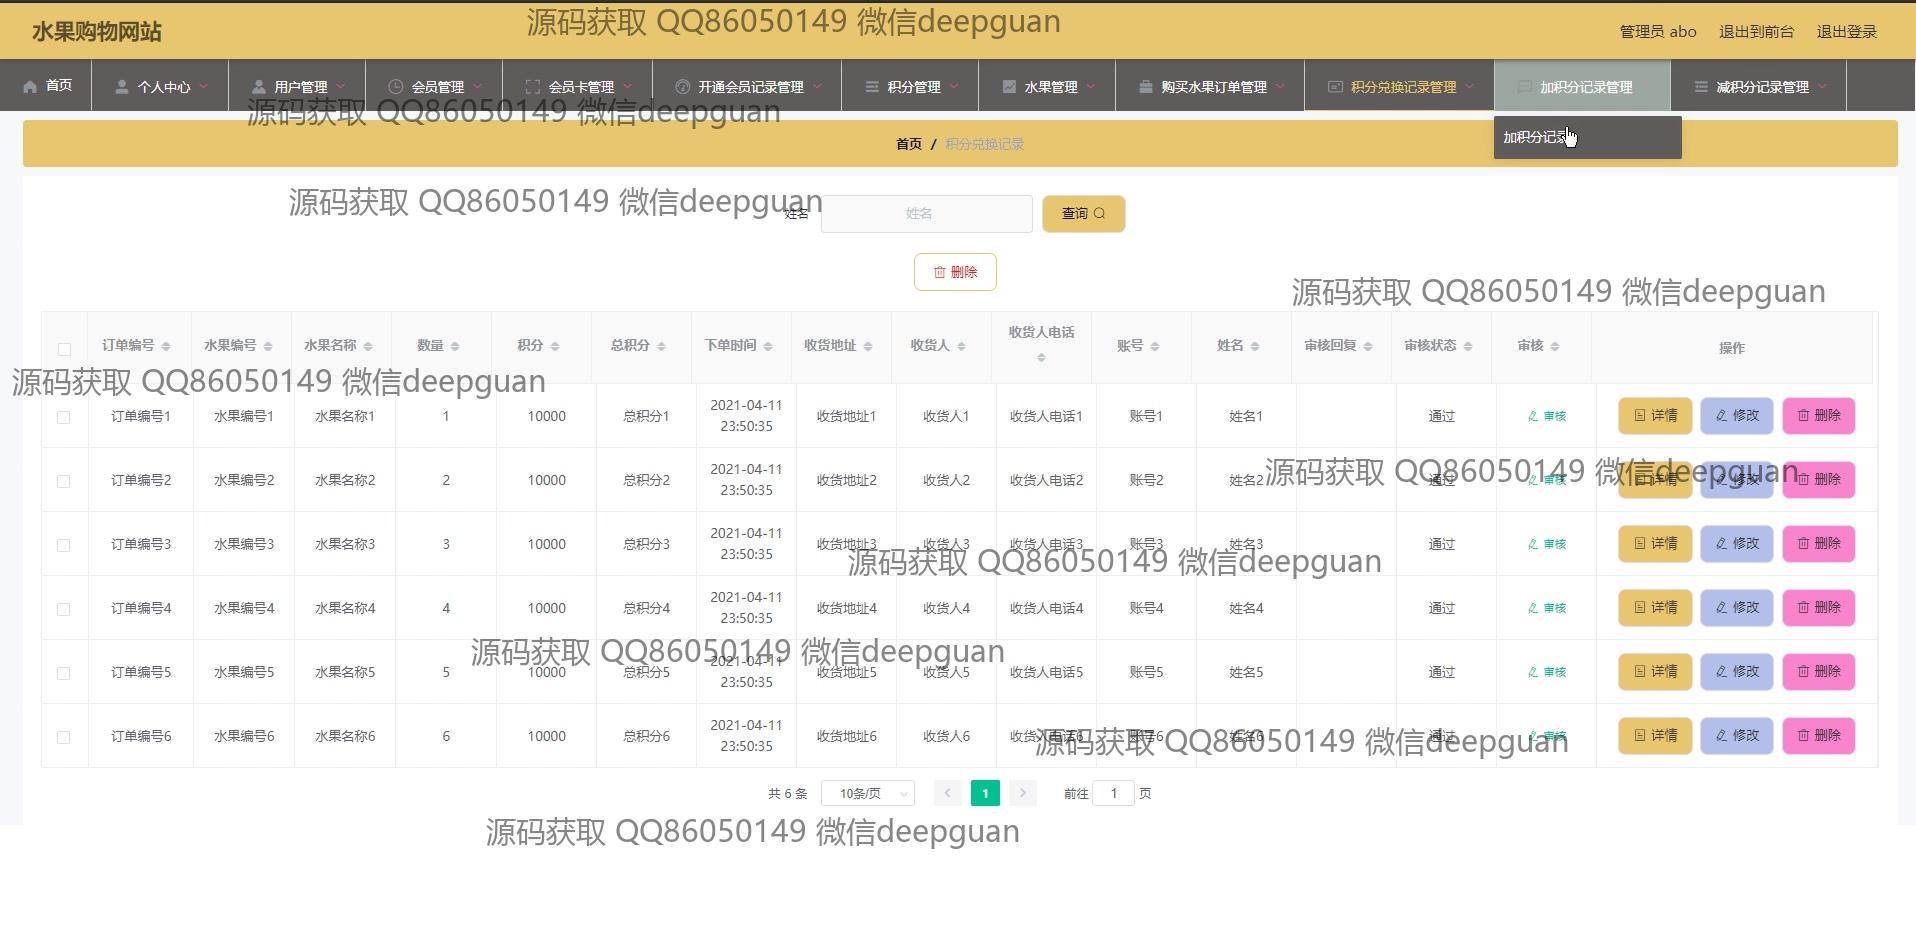 水果购物网站
源码获取 QQ86050149 微信deepguan
管理员 abo 退出到前台 退出登录
首页 个人中心 用户管理 会员管理 会员卡管理 开通会员记录管理 积分管理 水果管理 购买水果订单管理 积分兑换记录管理 加积分记录管理 减积分记录管理
源码获取 QQ86050149 微信deepguan
首页 / 积分兑换记录
加积分记录
源码获取 QQ86050149 微信deepguan
姓名 姓名 查询
删除
源码获取 QQ86050149 微信deepguan
订单编号 水果编号 水果名称 数量 积分 总积分 下单时间 收货地址 收货人 收货人电话 账号 姓名 审核回复 审核状态 审核 操作
源码获取 QQ86050149 微信deepguan
订单编号1 水果编号1 水果名称1 1 10000 总积分1 2021-04-11 23:50:35 收货地址1 收货人1 收货人电话1 账号1 姓名1 通过 审核 详情 修改 删除
订单编号2 水果编号2 水果名称2 2 10000 总积分2 2021-04-11 23:50:35 收货地址2 收货人2 收货人电话2 账号2 姓名2 通过 审核 详情 修改 删除
源码获取 QQ86050149 微信deepguan
订单编号3 水果编号3 水果名称3 3 10000 总积分3 2021-04-11 23:50:35 收货地址3 收货人3 收货人电话3 账号3 姓名3 通过 审核 详情 修改 删除
源码获取 QQ86050149 微信deepguan
订单编号4 水果编号4 水果名称4 4 10000 总积分4 2021-04-11 23:50:35 收货地址4 收货人4 收货人电话4 账号4 姓名4 通过 审核 详情 修改 删除
源码获取 QQ86050149 微信deepguan
订单编号5 水果编号5 水果名称5 5 10000 总积分5 2021-04-11 23:50:35 收货地址5 收货人5 收货人电话5 账号5 姓名5 通过 审核 详情 修改 删除
订单编号6 水果编号6 水果名称6 6 10000 总积分6 2021-04-11 23:50:35 收货地址6 收货人6 收货人电话6 账号6 姓名6 通过 审核 详情 修改 删除
源码获取 QQ86050149 微信deepguan
共 6 条 10条/页 1 前往 1 页
源码获取 QQ86050149 微信deepguan